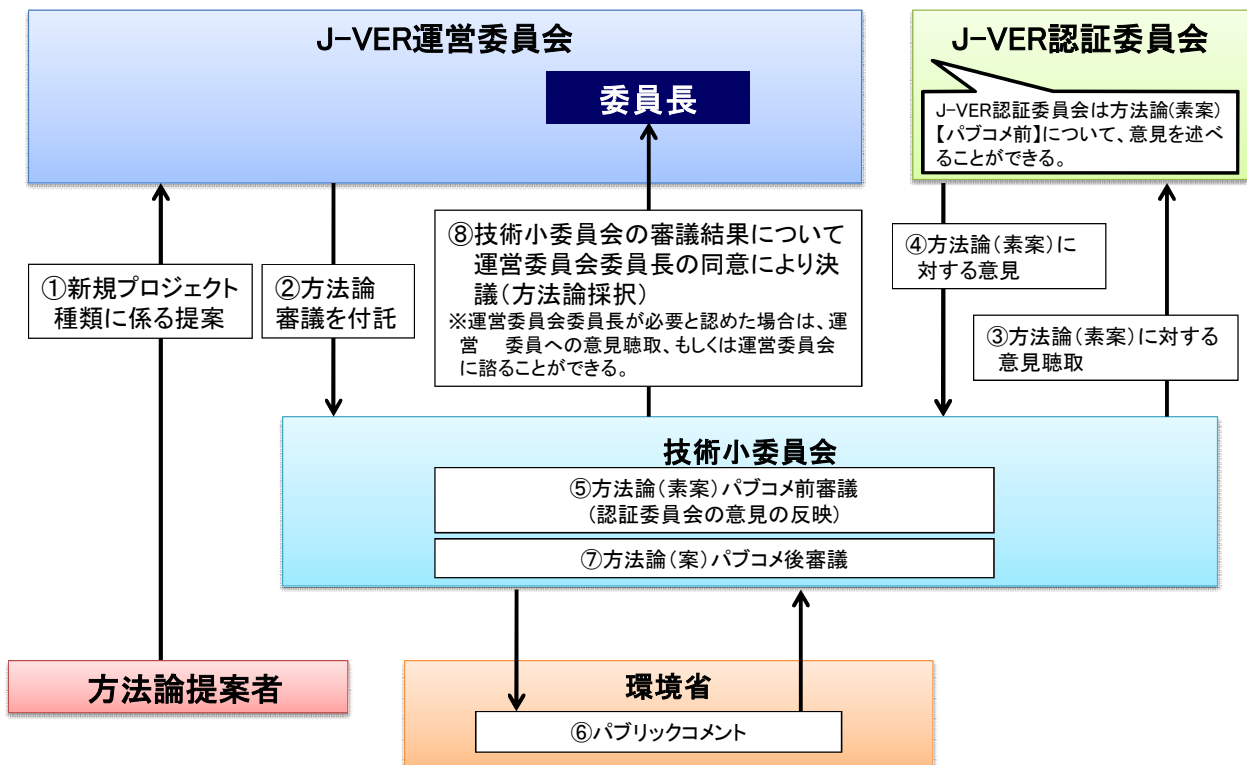 J-VER運営委員会
委員長
J-VER認証委員会
J-VER認証委員会は方法論(素案)
【パブコメ前】について、意見を述べ
ることができる。
①新規プロジェクト
種類に係る提案
②方法論
審議を付託
⑧技術小委員会の審議結果について
運営委員会委員長の同意により決
議(方法論採択)
※運営委員会委員長が必要と認めた場合は、運
営　委員への意見聴取、もしくは運営委員会
に諮ることができる。
④方法論(素案)に
対する意見
③方法論(素案)に対する
意見聴取
技術小委員会
⑤方法論(素案)パブコメ前審議
(認証委員会の意見の反映)
⑦方法論(案)パブコメ後審議
方法論提案者
環境省
⑥パブリックコメント